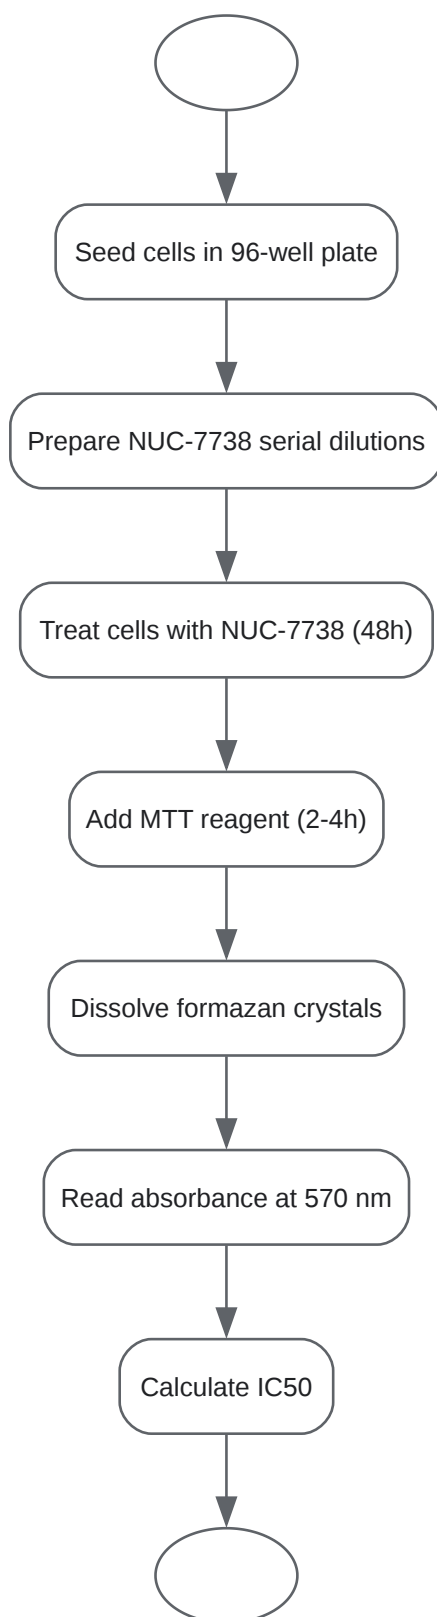 Seed cells in 96-well plate
Prepare NUC-7738 serial dilutions
Treat cells with NUC-7738 (48h)
Add MTT reagent (2-4h)
Dissolve formazan crystals
Read absorbance at 570 nm
Calculate IC50